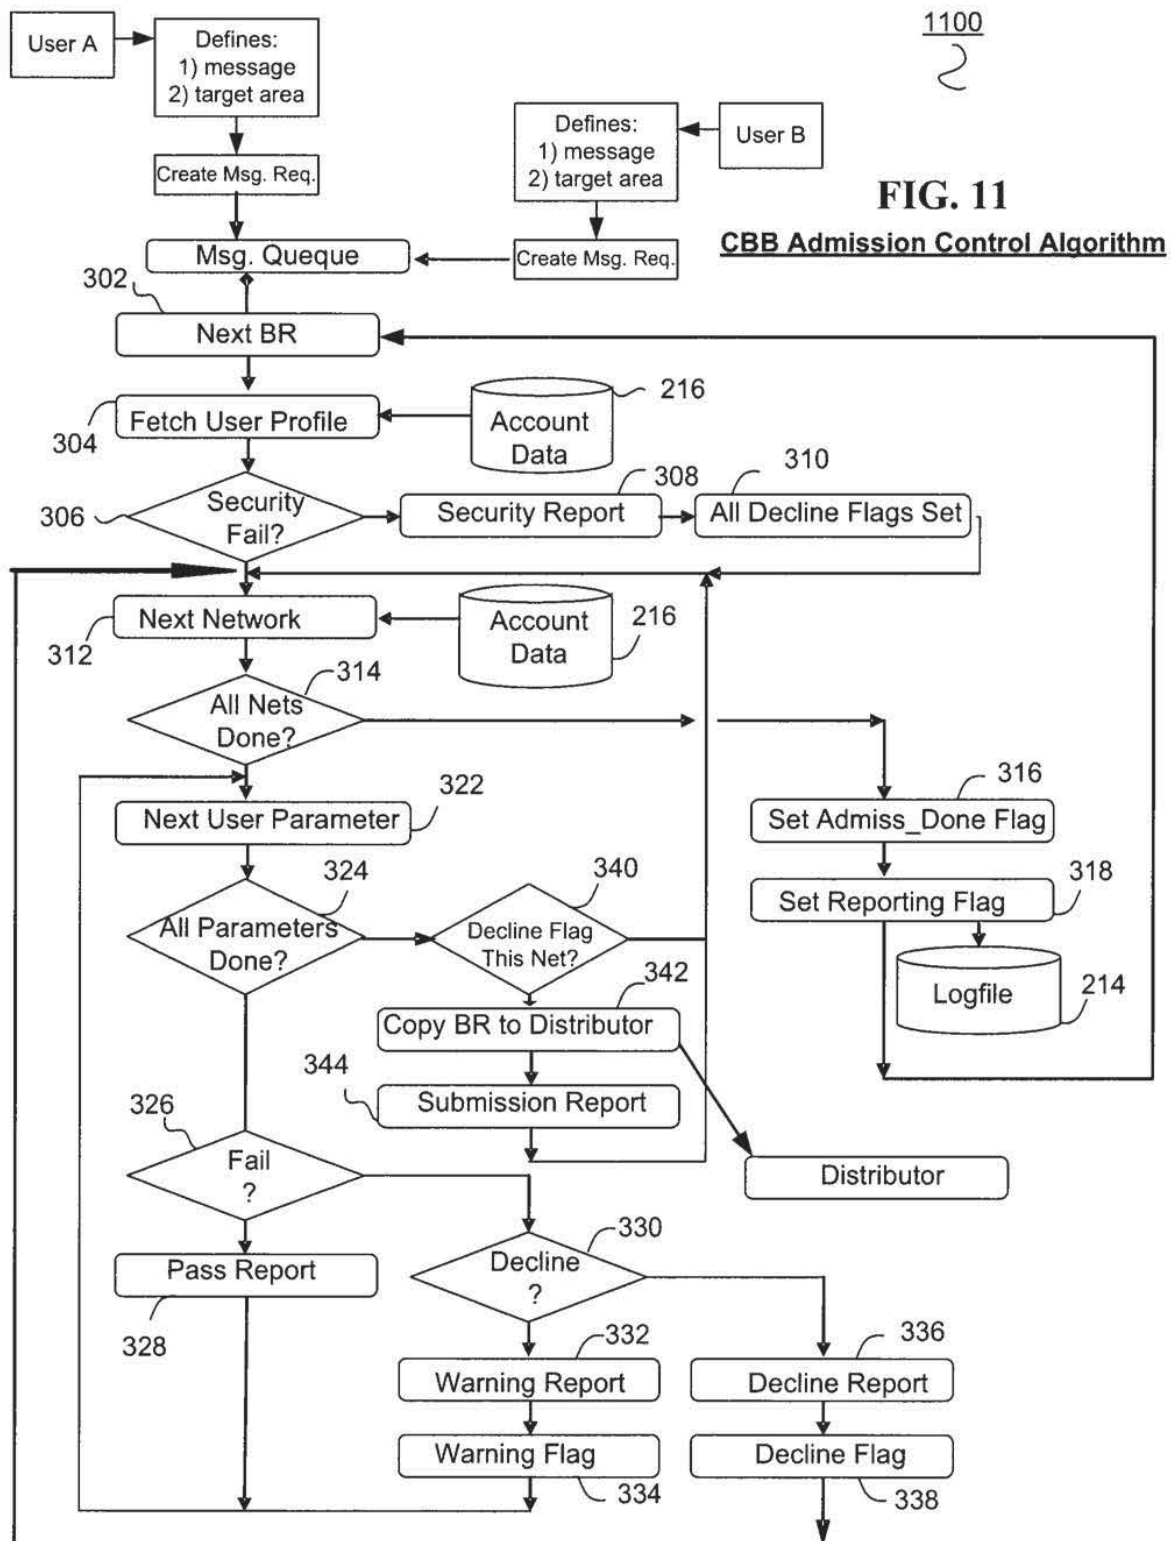 User A
Defines:
1) message
2) target area
1100
Defines:
1) message
2) target area
User B
Create Msg. Req.
FIG. 11
CBB Admission Control Algorithm
Msg. Queque
Create Msg. Req.
302
Next BR
304
Fetch User Profile
Account
Data
216
306
Security
Fail?
308
Security Report
310
All Decline Flags Set
312
Next Network
Account
Data
216
314
All Nets
Done?
316
Set Admiss_Done Flag
322
Next User Parameter
318
Set Reporting Flag
324
All Parameters
Done?
340
Decline Flag
This Net?
Logfile
214
342
Copy BR to Distributor
344
Submission Report
326
Fail
?
Distributor
330
Decline
?
Pass Report
328
332
Warning Report
336
Decline Report
Warning Flag
334
Decline Flag
338